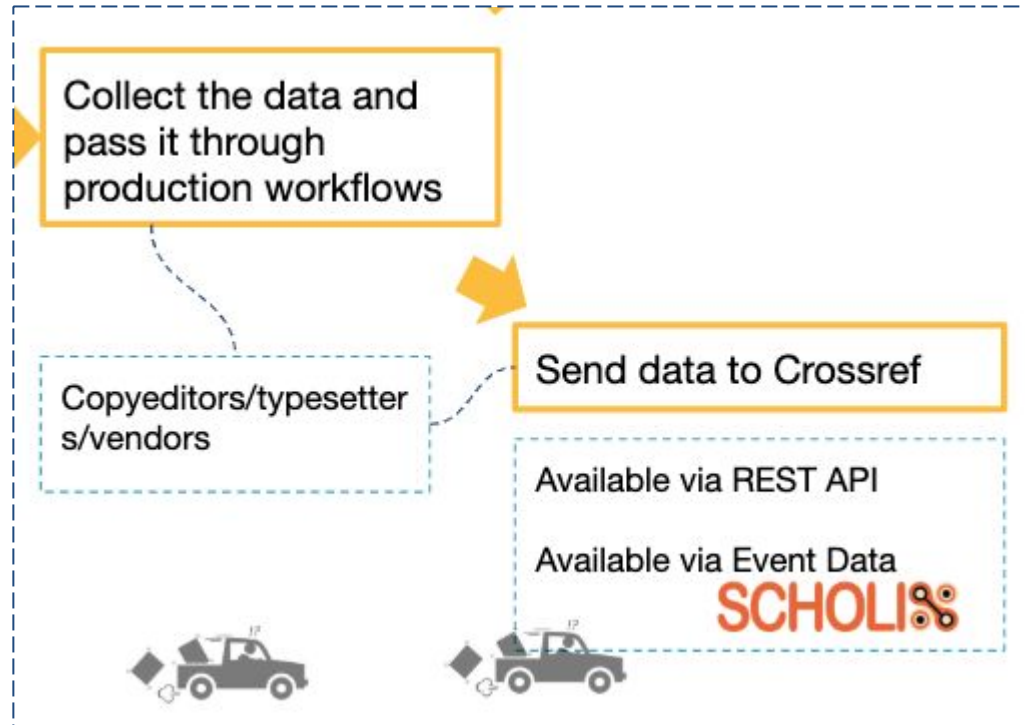 Collect the data and
pass it through
production workflows
Copyeditors/typesetter
s/vendors
Send data to Crossref
Available via REST API
Available via Event Data
SCHOLIX
!?
!?